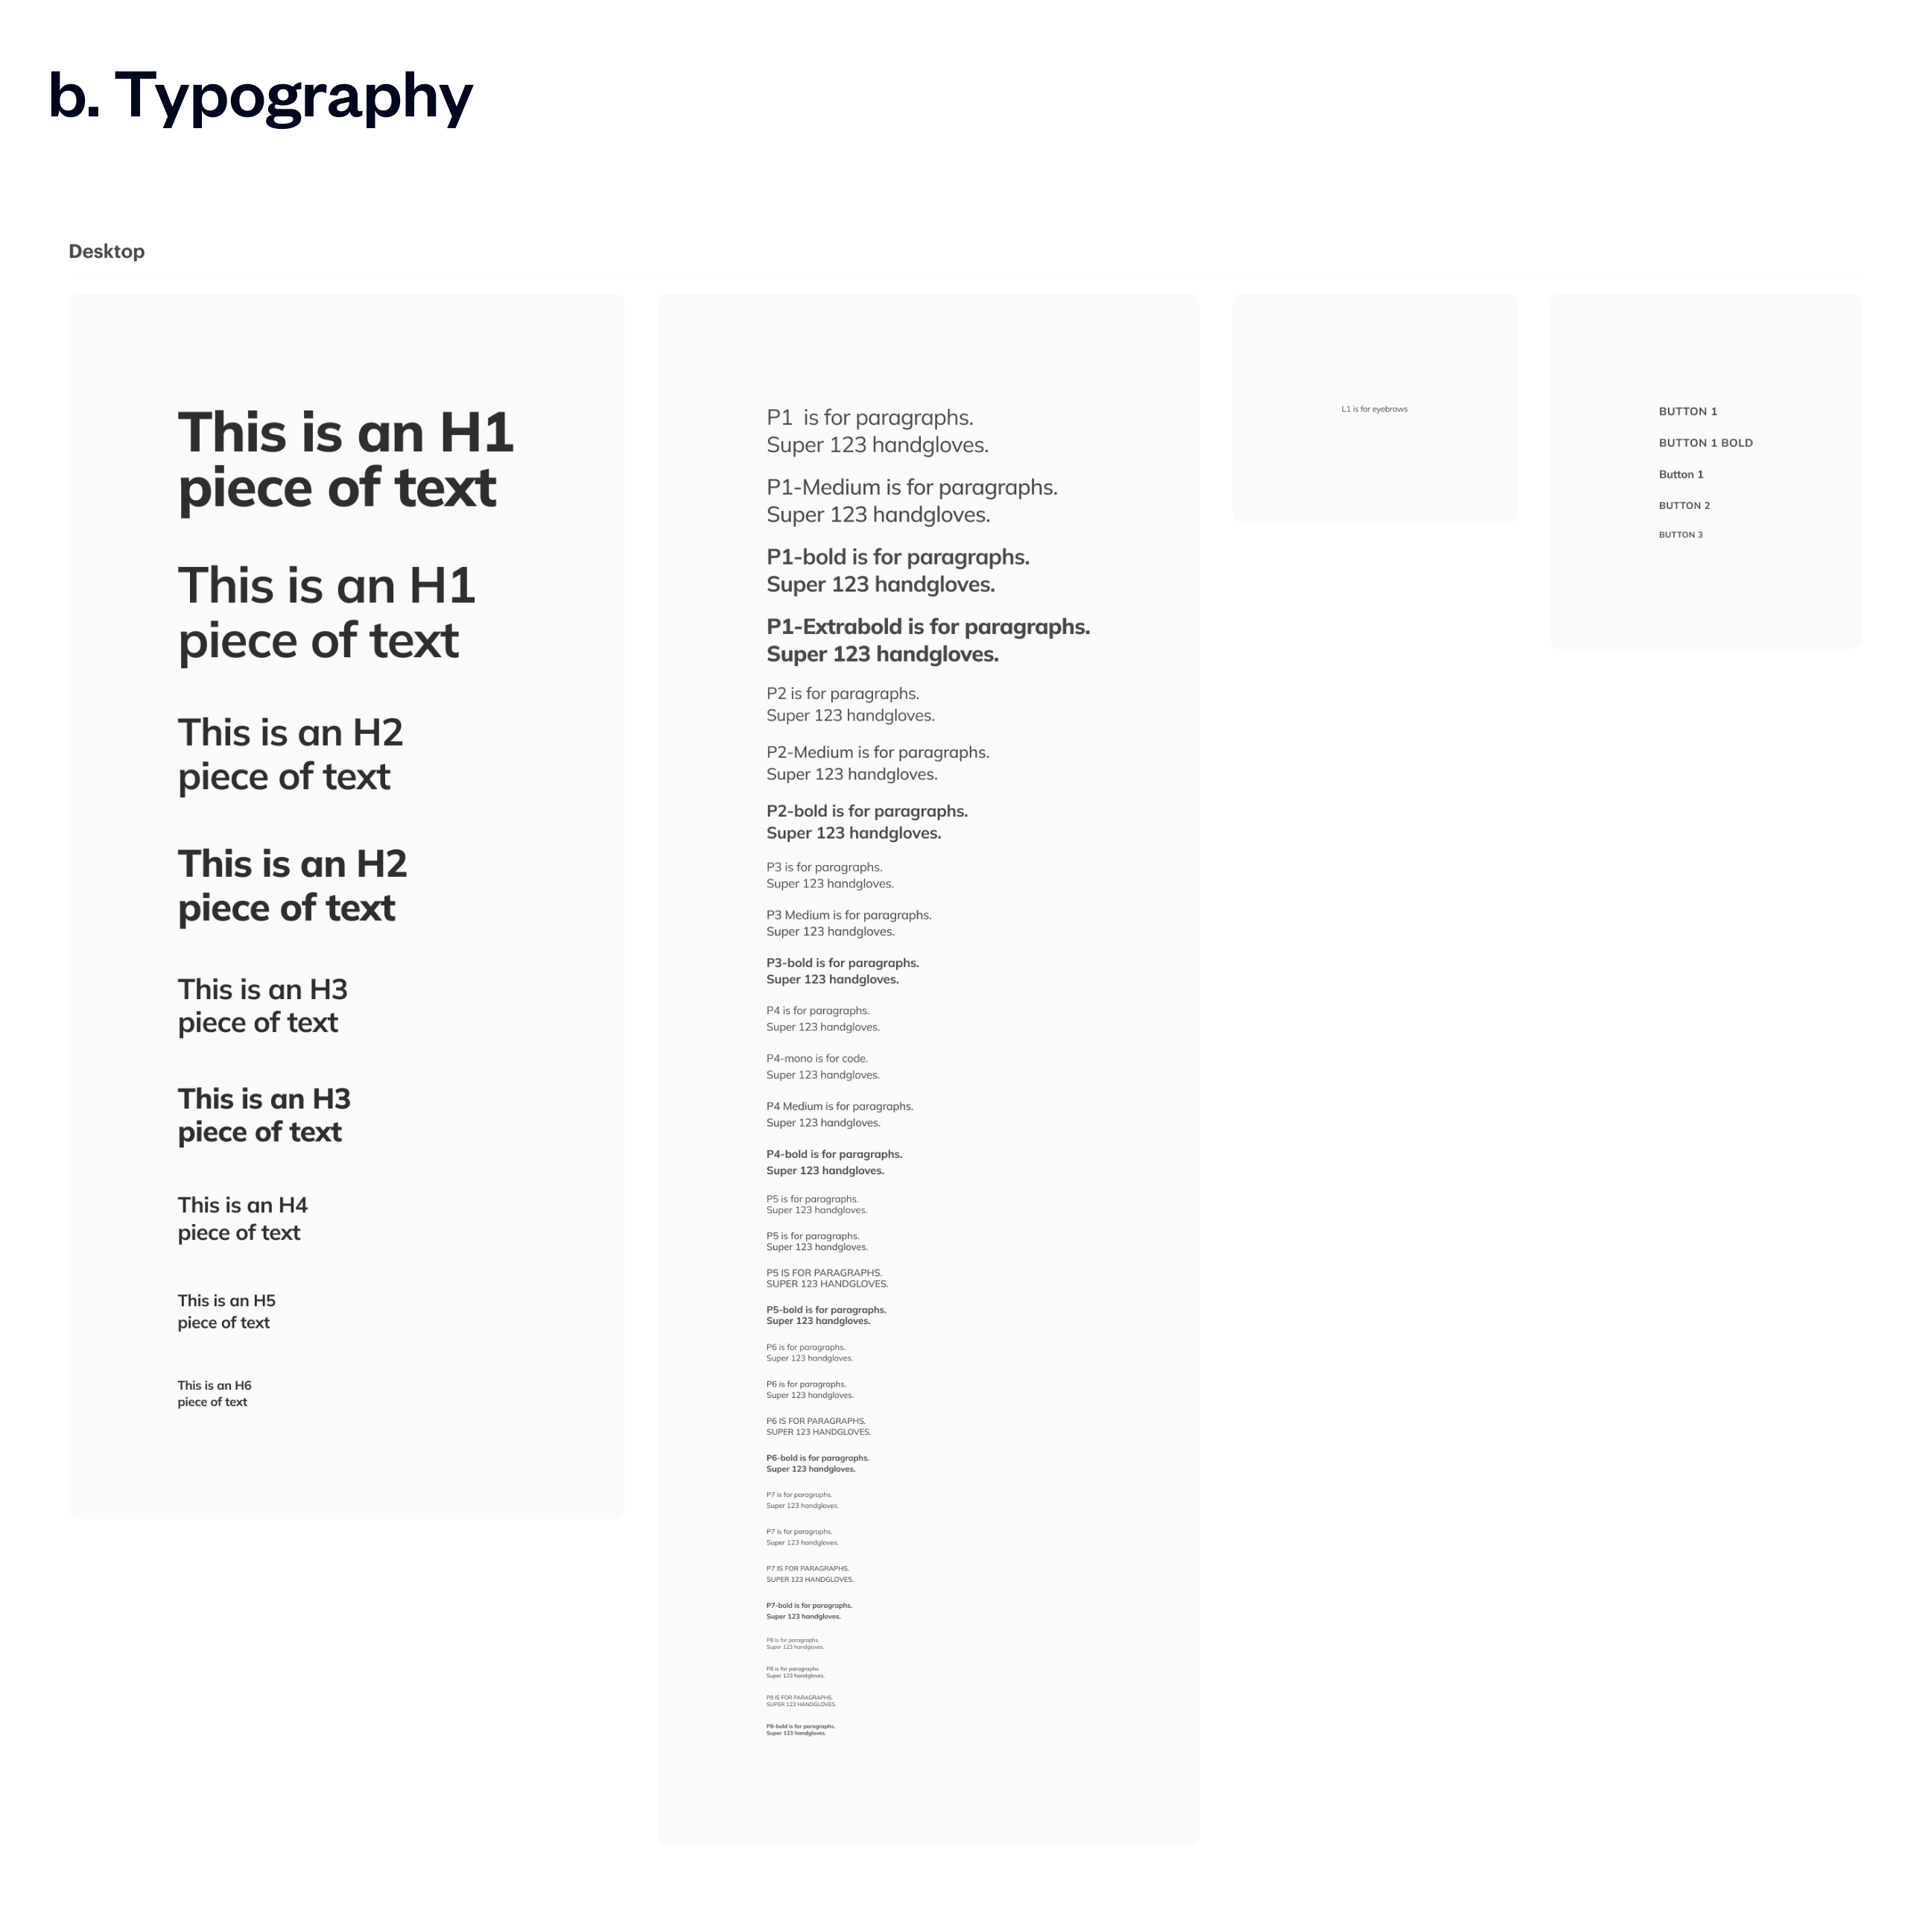 b. Typography
Desktop
This is an H1
piece of text
This is an H1
piece of text
This is an H2
piece of text
This is an H2
piece of text
This is an H3
piece of text
This is an H3
piece of text
This is an H4
piece of text
This is an H5
piece of text
This is an H6
piece of text
P1  is for paragraphs.
Super 123 handgloves.
P1-Medium is for paragraphs.
Super 123 handgloves.
P1-bold is for paragraphs.
Super 123 handgloves.
P1-Extrabold is for paragraphs.
Super 123 handgloves.
P2 is for paragraphs.
Super 123 handgloves.
P2-Medium is for paragraphs.
Super 123 handgloves.
P2-bold is for paragraphs.
Super 123 handgloves.
P3 is for paragraphs.
Super 123 handgloves.
P3 Medium is for paragraphs.
Super 123 handgloves.
P3-bold is for paragraphs.
Super 123 handgloves.
P4 is for paragraphs.
Super 123 handgloves.
P4-mono is for code.
Super 123 handgloves.
P4 Medium is for paragraphs.
Super 123 handgloves.
P4-bold is for paragraphs.
Super 123 handgloves.
P5 is for paragraphs.
Super 123 handgloves.
P5 is for paragraphs.
Super 123 handgloves.
P5 IS FOR PARAGRAPHS.
SUPER 123 HANDGLOVES.
P5-bold is for paragraphs.
Super 123 handgloves.
P6 is for paragraphs.
Super 123 handgloves.
P6 is for paragraphs.
Super 123 handgloves.
P6 IS FOR PARAGRAPHS.
SUPER 123 HANDGLOVES.
P6-bold is for paragraphs.
Super 123 handgloves.
P7 is for paragraphs.
Super 123 handgloves.
P7 is for paragraphs.
Super 123 handgloves.
P7 IS FOR PARAGRAPHS.
SUPER 123 HANDGLOVES.
P7-bold is for paragraphs.
Super 123 handgloves.
P8 is for paragraphs.
Super 123 handgloves.
P8 is for paragraphs.
Super 123 handgloves.
P8 IS FOR PARAGRAPHS.
SUPER 123 HANDGLOVES.
P8-bold is for paragraphs.
Super 123 handgloves.
L1 is for eyebrows
BUTTON 1
BUTTON 1 BOLD
Button 1
BUTTON 2
BUTTON 3